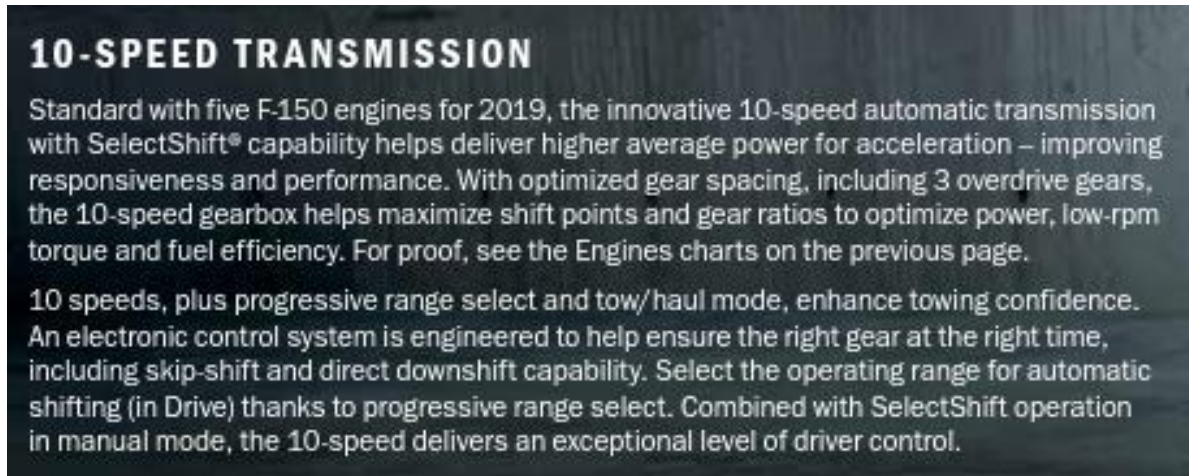 10-SPEED TRANSMISSION
Standard with five F-150 engines for 2019, the innovative 10-speed automatic transmission
with SelectShift® capability helps deliver higher average power for acceleration – improving
responsiveness and performance. With optimized gear spacing, including 3 overdrive gears,
the 10-speed gearbox helps maximize shift points and gear ratios to optimize power, low-rpm
torque and fuel efficiency. For proof, see the Engines charts on the previous page.
10 speeds, plus progressive range select and tow/haul mode, enhance towing confidence.
An electronic control system is engineered to help ensure the right gear at the right time,
including skip-shift and direct downshift capability. Select the operating range for automatic
shifting (in Drive) thanks to progressive range select. Combined with SelectShift operation
in manual mode, the 10-speed delivers an exceptional level of driver control.